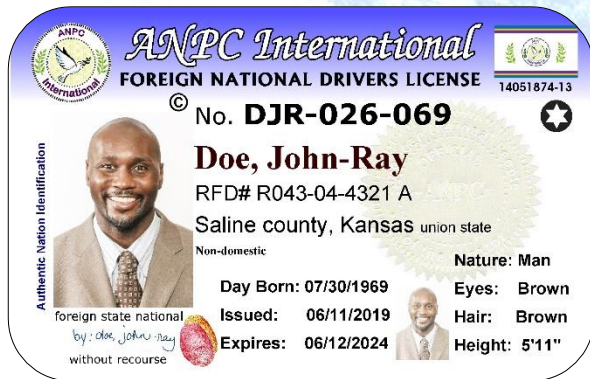 ANPC International
FOREIGN NATIONAL DRIVERS LICENSE
ANPC
International
14051874-13
© No. DJR-026-069
Authentic Nation Identification
Doe, John-Ray
RFD# R043-04-4321 A
Saline county, Kansas union state
Non-domestic
Nature: Man
Day Born: 07/30/1969
Eyes: Brown
Issued: 06/11/2019
Hair: Brown
Expires: 06/12/2024
Height: 5'11"
foreign state national
by: doe, john-ray
without recourse